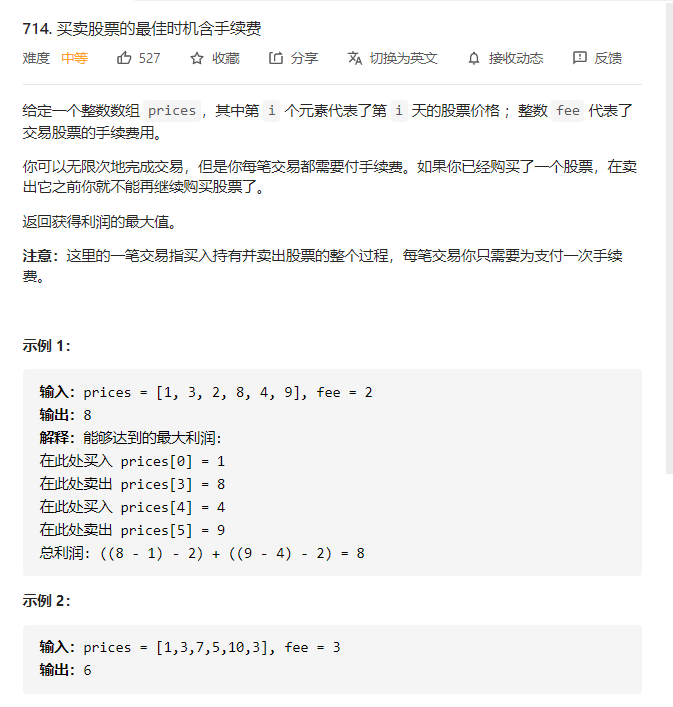 714. 买卖股票的最佳时机含手续费
难度 中等 527 收藏 分享 切换为英文 接收动态 反馈
给定一个整数数组 prices，其中第 i 个元素代表了第 i 天的股票价格 ；整数 fee 代表了
交易股票的手续费用。
你可以无限次地完成交易，但是你每笔交易都需要付手续费。如果你已经购买了一个股票，在卖
出它之前你就不能再继续购买股票了。
返回获得利润的最大值。
注意：这里的一笔交易指买入持有并卖出股票的整个过程，每笔交易你只需要为支付一次手续
费。
示例 1：
输入：prices = [1, 3, 2, 8, 4, 9], fee = 2
输出：8
解释：能够达到的最大利润:
在此处买入 prices[0] = 1
在此处卖出 prices[3] = 8
在此处买入 prices[4] = 4
在此处卖出 prices[5] = 9
总利润: ((8 - 1) - 2) + ((9 - 4) - 2) = 8
示例 2：
输入：prices = [1,3,7,5,10,3], fee = 3
输出：6